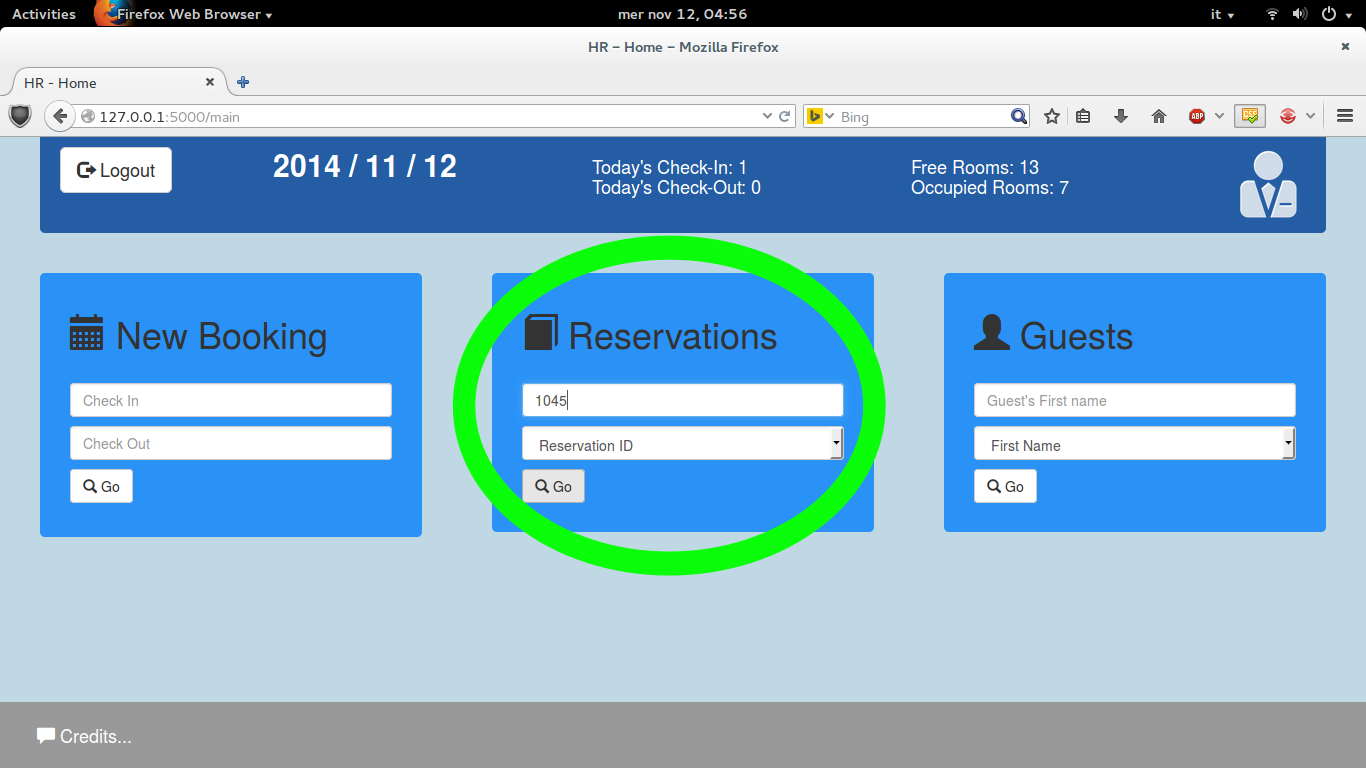 Activities Firefox Web Browser mer nov 12, 04:56 it
HR - Home - Mozilla Firefox
HR - Home
127.0.0.1:5000/main Bing ABP CSS
Logout
2014 / 11 / 12
Today's Check-In: 1
Today's Check-Out: 0
Free Rooms: 13
Occupied Rooms: 7
New Booking
Check In
Check Out
Go
Reservations
1045
Reservation ID
Go
Guests
Guest's First name
First Name
Go
Credits...